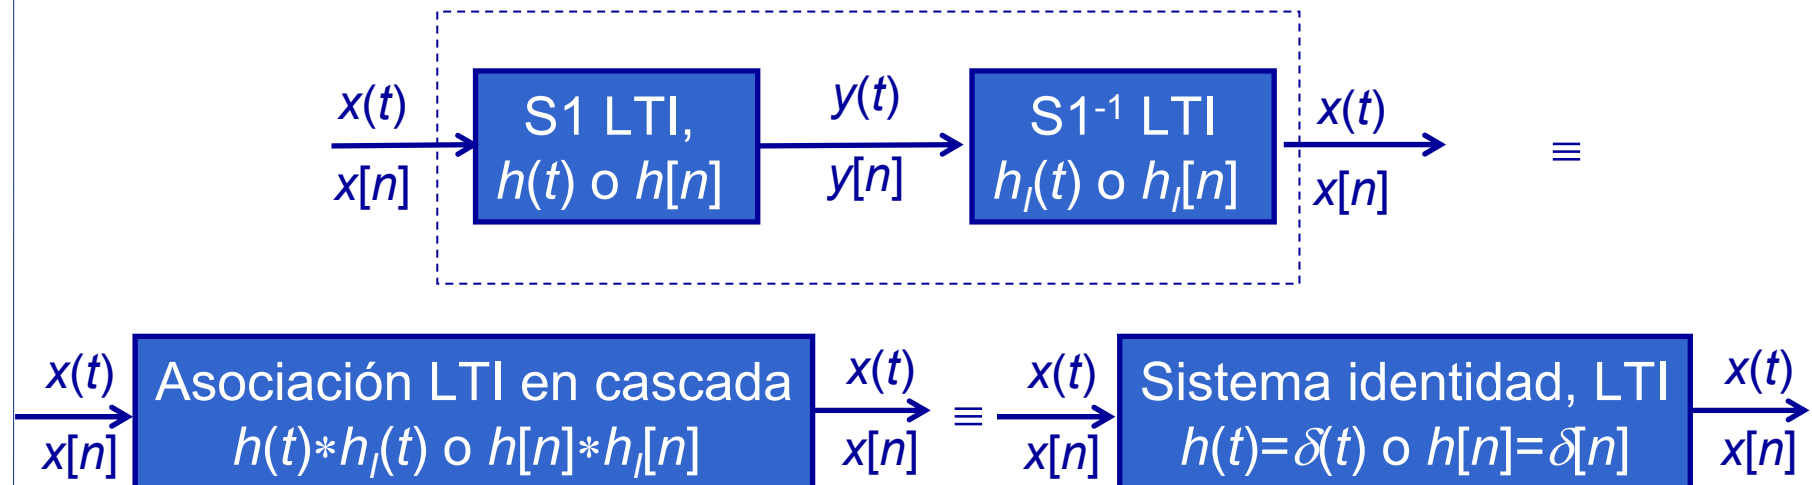 x(t)
x[n]
S1 LTI,
h(t) o h[n]
y(t)
y[n]
S1⁻¹ LTI
hᵢ(t) o hᵢ[n]
x(t)
x[n]
≡
x(t)
x[n]
Asociación LTI en cascada
h(t)*hᵢ(t) o h[n]*hᵢ[n]
x(t)
x[n]
≡
x(t)
x[n]
Sistema identidad, LTI
h(t)=δ(t) o h[n]=δ[n]
x(t)
x[n]